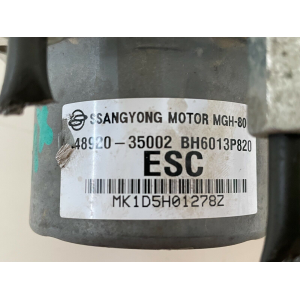 SSANGYONG MOTOR MGH-80
48920-35002 BH6013P820
ESC
MK1D5H01278Z